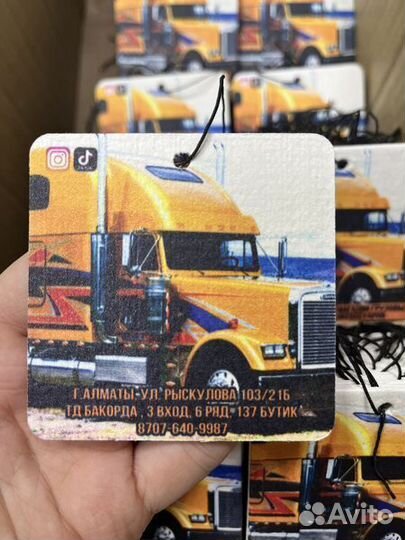 Г.АЛМАТЫ УЛ. РЫСКУЛОВА 103/21Б
ТД БАКОРДА , 3 ВХОД, 6 РЯД, 137 БУТИК
8707-640-9987
Avito